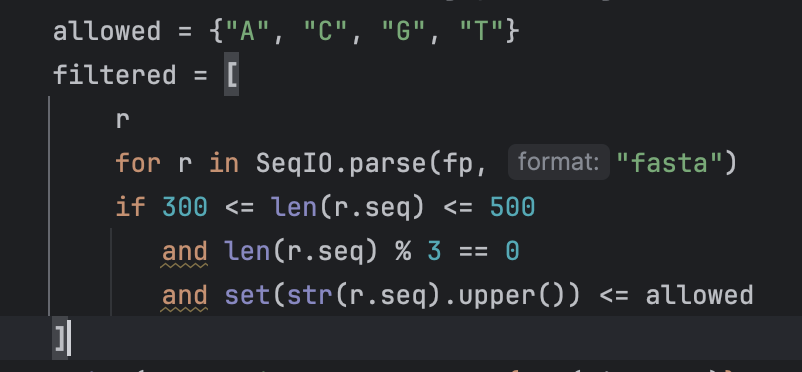 allowed = {"A", "C", "G", "T"}
filtered = [
    r
    for r in SeqIO.parse(fp, format: "fasta")
    if 300 <= len(r.seq) <= 500
       and len(r.seq) % 3 == 0
       and set(str(r.seq).upper()) <= allowed
]